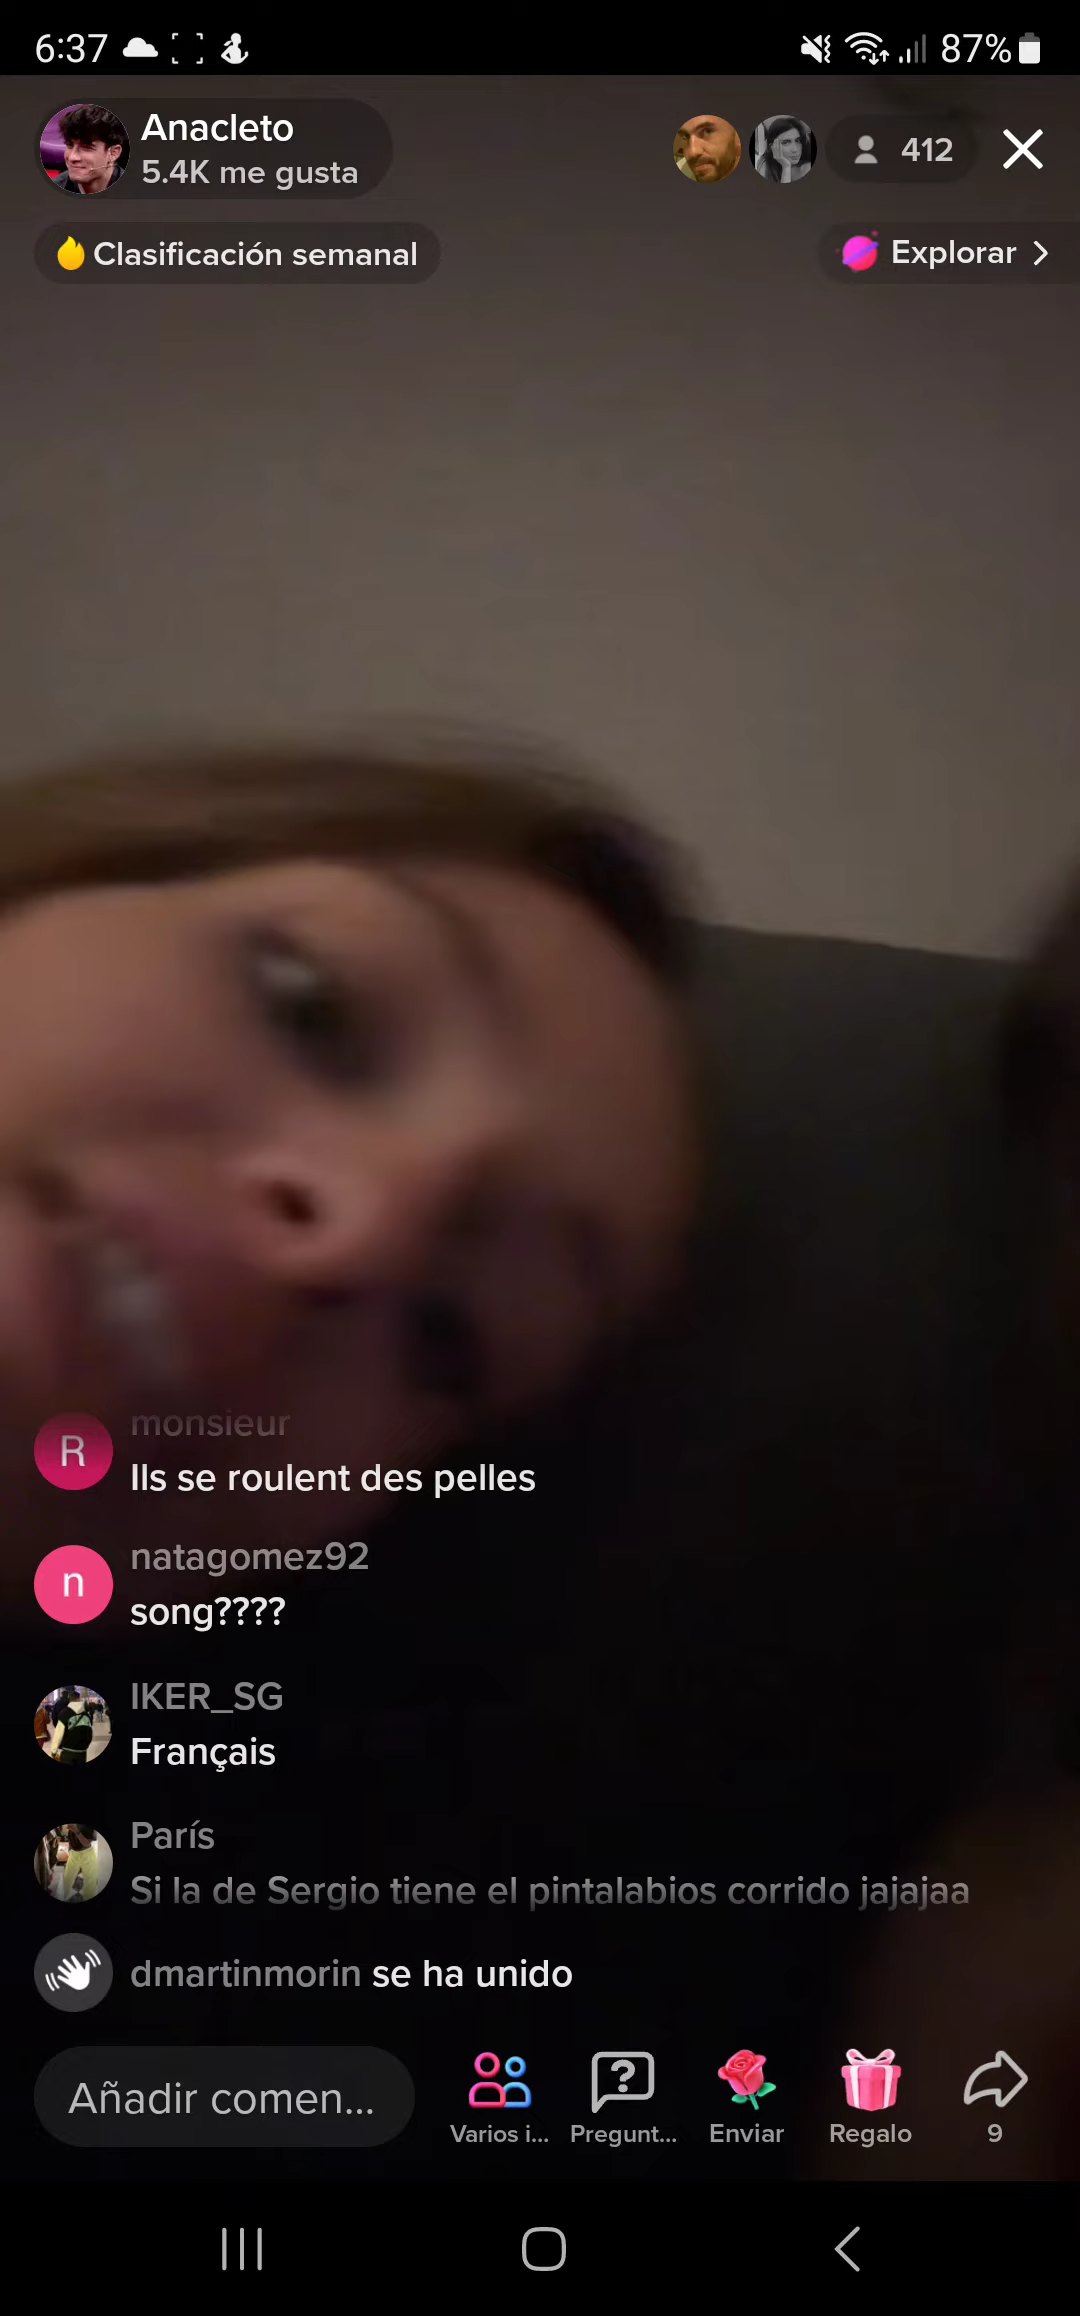 6:37
87%
Anacleto
5.4K me gusta
412
Clasificación semanal
Explorar
monsieur
R
Ils se roulent des pelles
natagomez92
n
song????
IKER_SG
Français
París
Si la de Sergio tiene el pintalabios corrido jajajaa
dmartinmorin se ha unido
Añadir comen...
Varios i...
Pregunt...
Enviar
Regalo
9